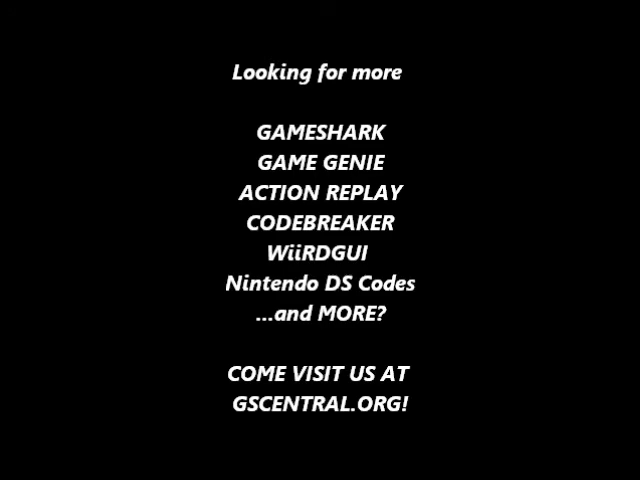 Looking for more
GAMESHARK
GAME GENIE
ACTION REPLAY
CODEBREAKER
WiiRDGUI
Nintendo DS Codes
...and MORE?
COME VISIT US AT
GSCENTRAL.ORG!